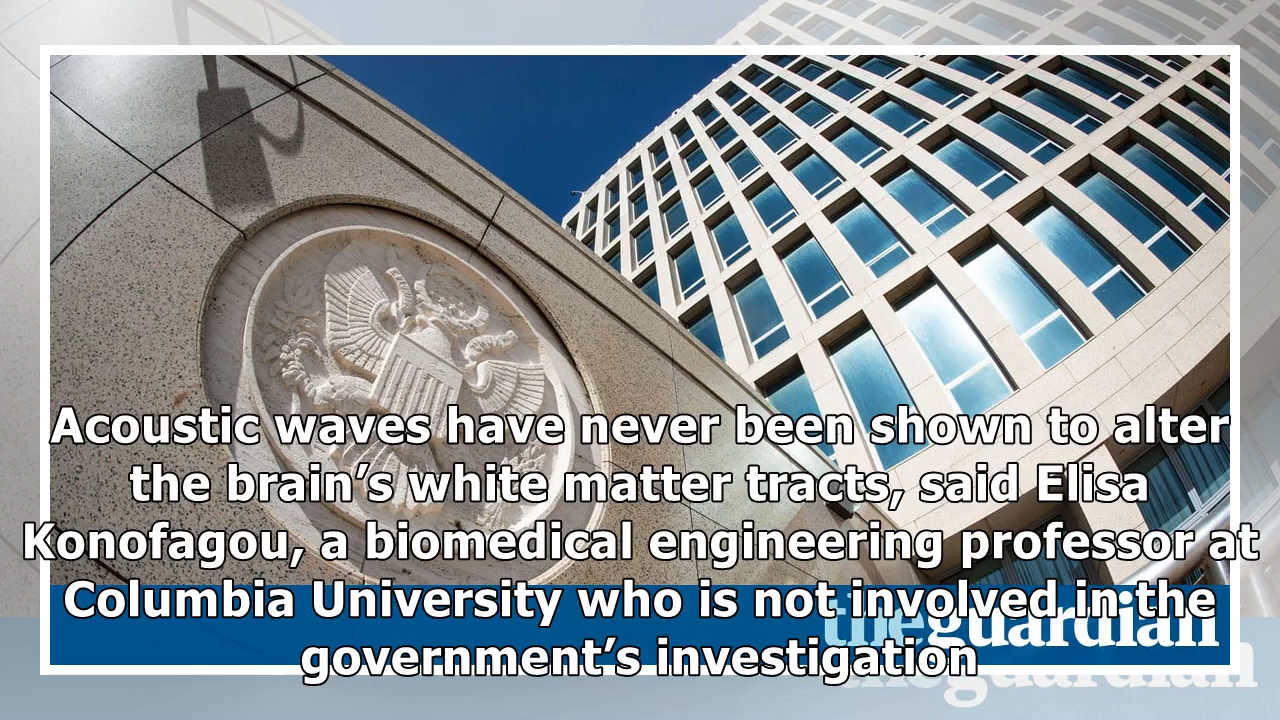 Acoustic waves have never been shown to alter
the brain’s white matter tracts, said Elisa
Konofagou, a biomedical engineering professor at
Columbia University who is not involved in the
government’s investigation
theguardian
theguardian